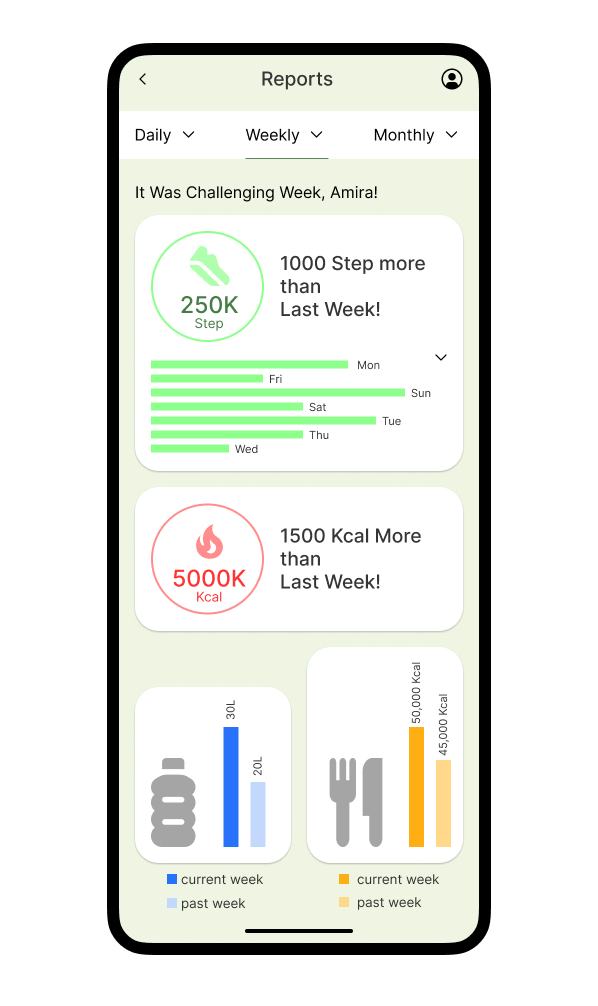 Reports
Daily
Weekly
Monthly
It Was Challenging Week, Amira!
250K
Step
1000 Step more
than
Last Week!
Mon
Fri
Sun
Sat
Tue
Thu
Wed
5000K
Kcal
1500 Kcal More
than
Last Week!
30L
20L
50,000 Kcal
45,000 Kcal
current week
past week
current week
past week